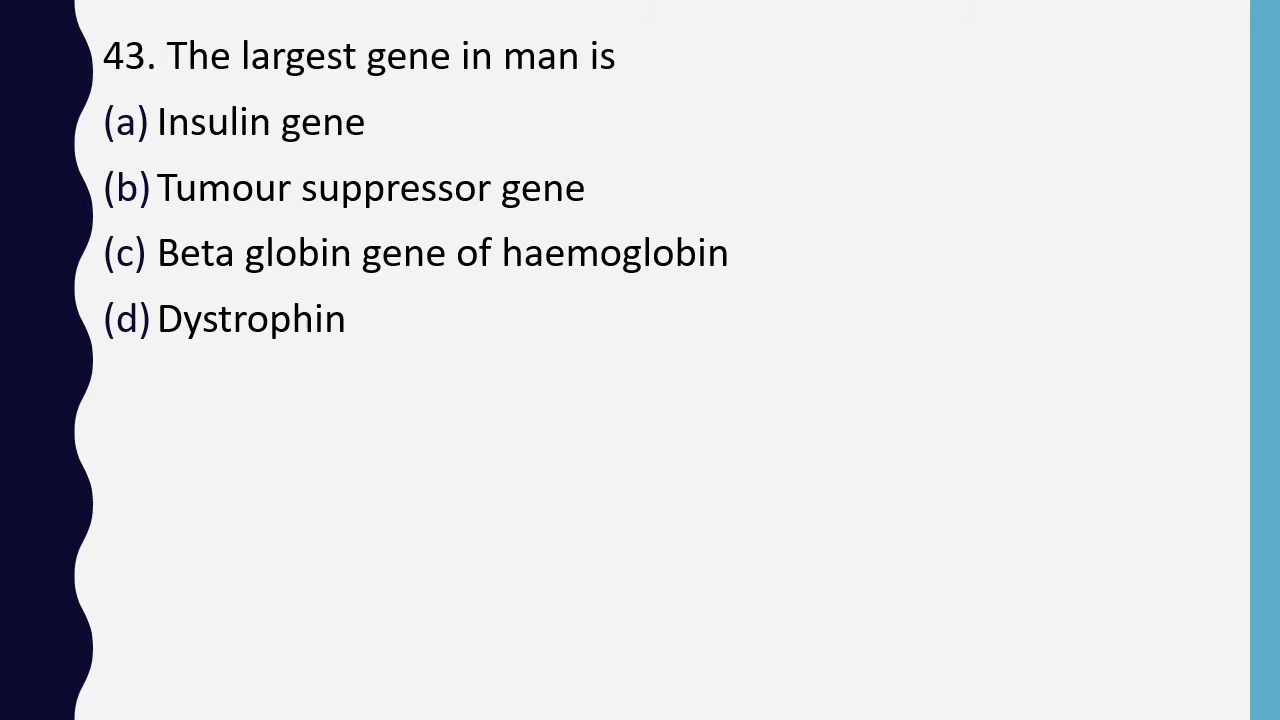 43. The largest gene in man is
(a) Insulin gene
(b) Tumour suppressor gene
(c) Beta globin gene of haemoglobin
(d) Dystrophin